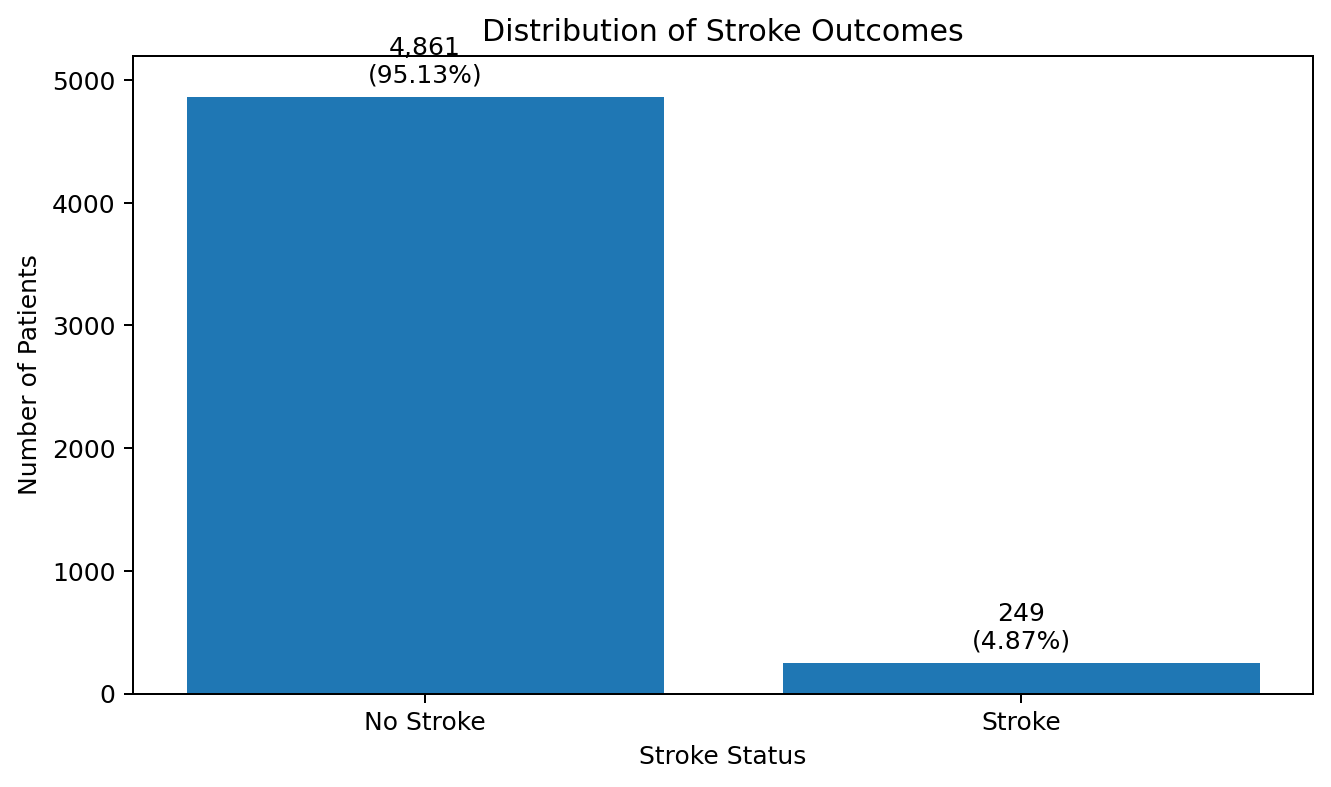 Distribution of Stroke Outcomes
4,861
(95.13%)
5000
4000
3000
2000
1000
0
Number of Patients
249
(4.87%)
No Stroke
Stroke
Stroke Status